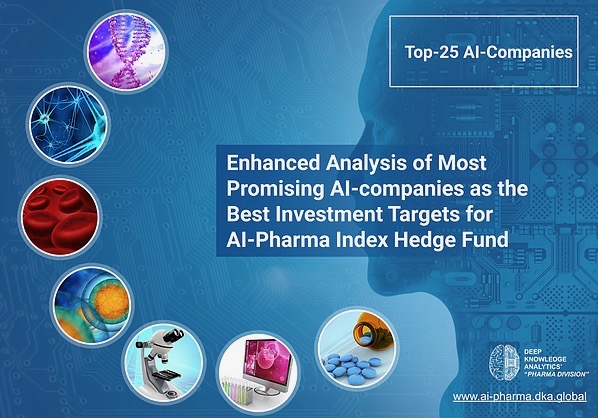 Top-25 AI-Companies
Enhanced Analysis of Most
Promising AI-companies as the
Best Investment Targets for
AI-Pharma Index Hedge Fund
DEEP
KNOWLEDGE
ANALYTICS'
"PHARMA DIVISION"
www.ai-pharma.dka.global